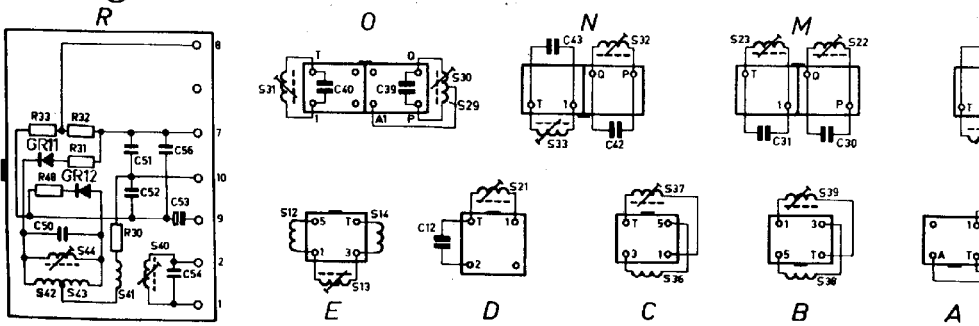 R O N M
8
R33 R32
7
GR11 R31
C51 C56
GR12
R48
10
C52 C53
9
C50 R30
S44 S40 2
C54
S42 S43 S41 1
T O
S31 C40 C39 S30
S29
1 A1 P
C43 S32
Q P
T 1
S33 C42
S23 S22
T Q
1 P
C31 C30
T
S12 5 T S14
1 3
S13
E
S21
T 1
C12
2
D
S37
T 5
3 1
S36
C
S39
1 3
5 T
S38
B
1
A T
A